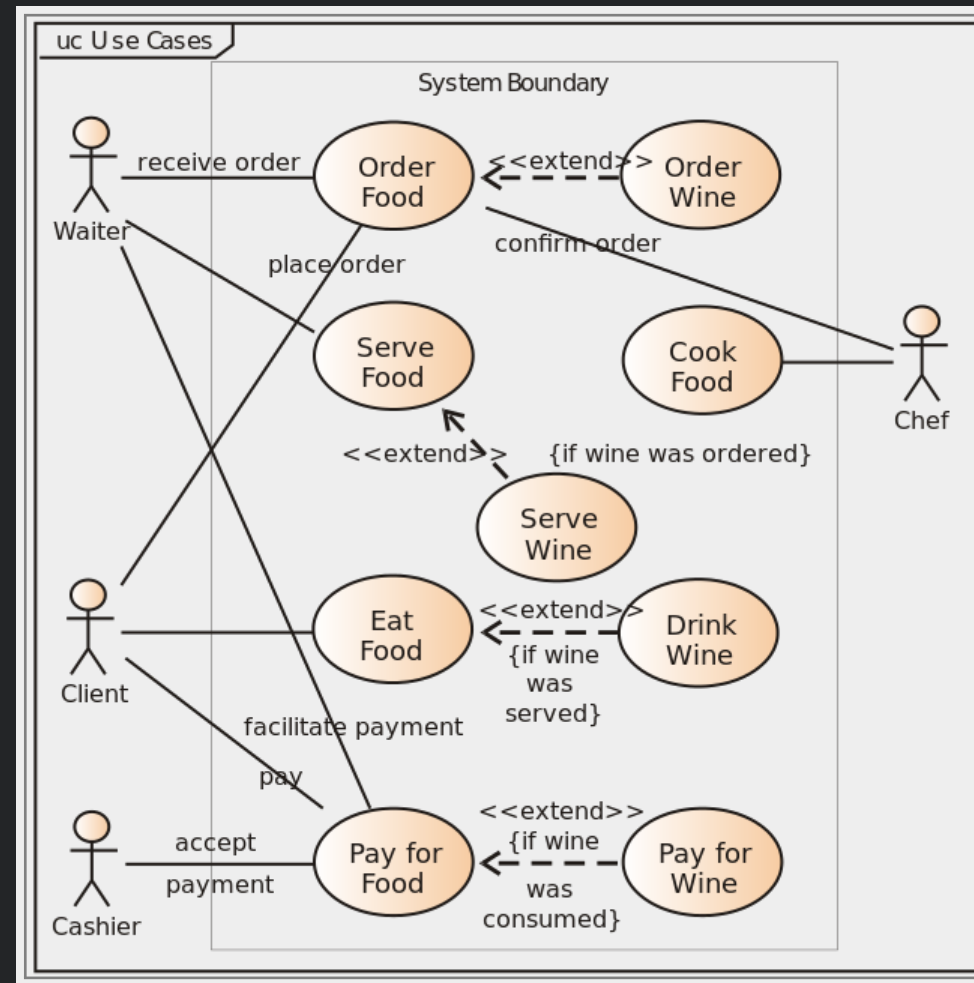 uc Use Cases
System Boundary
receive order
Order
Food
<<extend>>
Order
Wine
Waiter
confirm order
place order
Serve
Food
Cook
Food
Chef
<<extend>>
{if wine was ordered}
Serve
Wine
Eat
Food
<<extend>>
{if wine
was
served}
Drink
Wine
Client
facilitate payment
pay
accept
payment
Pay for
Food
<<extend>>
{if wine
was
consumed}
Pay for
Wine
Cashier